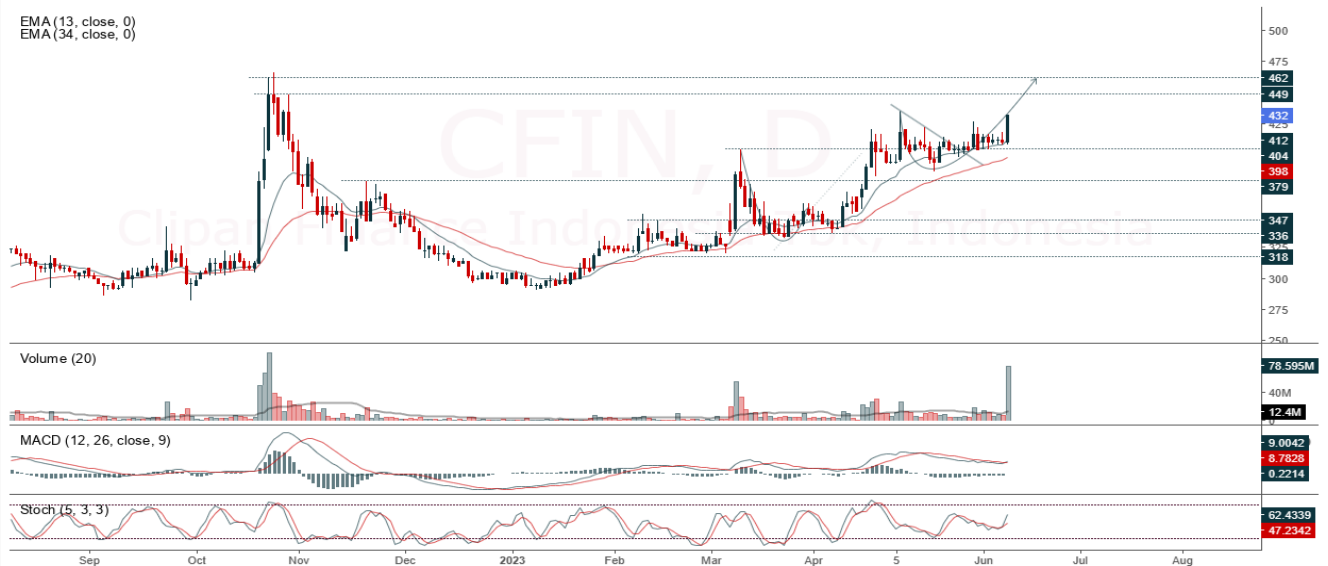 EMA (13, close, 0)
EMA (34, close, 0)
CFIN, D
500
475
462
449
432
425
412
404
398
379
347
336
325
318
300
275
250
Volume (20)
78.595M
40M
12.4M
0
MACD (12, 26, close, 9)
9.0042
8.7828
0.2214
Stoch (5, 3, 3)
62.4339
47.2342
Sep
Oct
Nov
Dec
2023
Feb
Mar
Apr
5
Jun
Jul
Aug